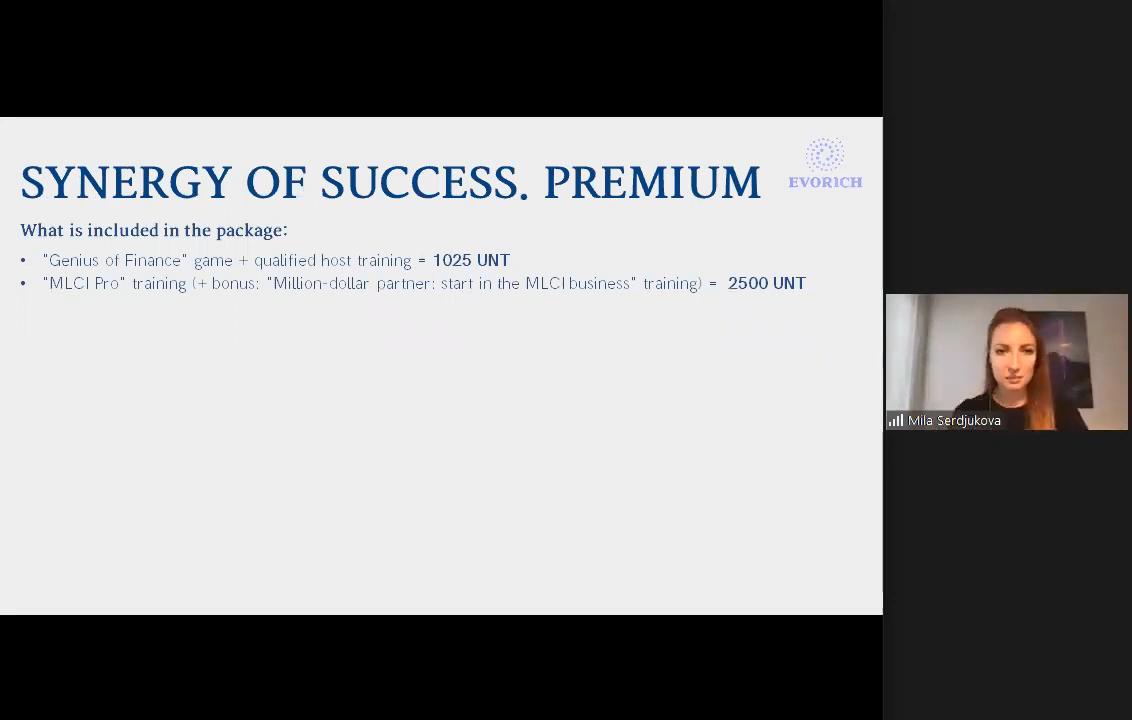 SYNERGY OF SUCCESS. PREMIUM
EVORICH
What is included in the package:
• "Genius of Finance" game + qualified host training = 1025 UNT
• "MLCI Pro" training (+ bonus: "Million-dollar partner: start in the MLCI business" training) = 2500 UNT
Mila Serdjukova